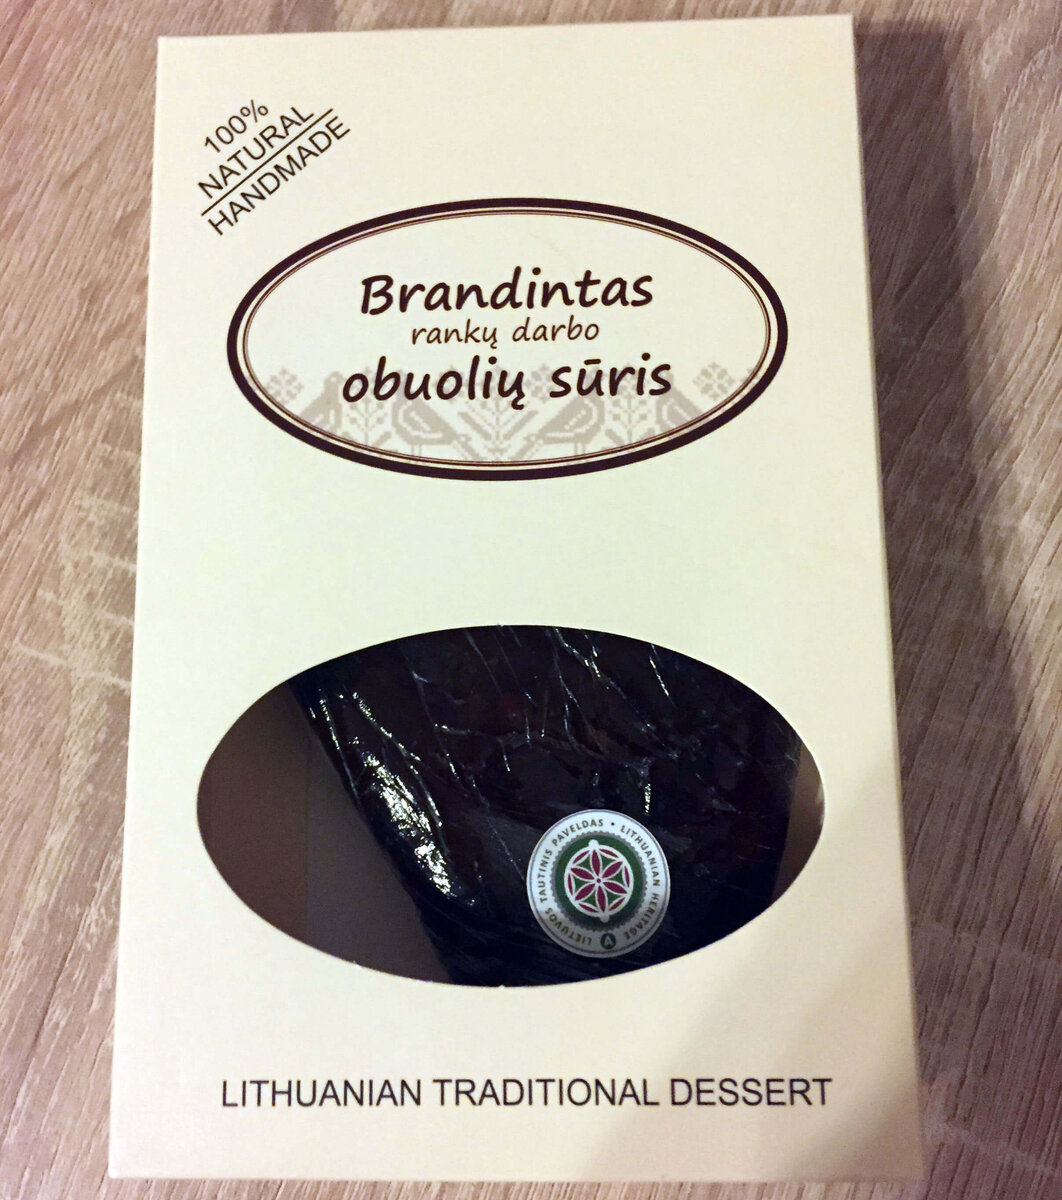 100%
NATURAL
HANDMADE
Brandintas
rankų darbo
obuolių sūris
LIETUVOS TAUTINIS PAVELDAS • LITHUANIAN HERITAGE
A
LITHUANIAN TRADITIONAL DESSERT